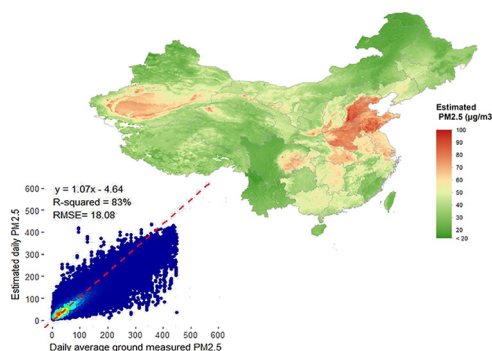 Estimated
PM2.5 (µg/m3
100
90
80
70
60
50
40
30
20
< 20
y = 1.07x - 4.64
R-squared = 83%
RMSE= 18.08
Estimated daily PM2.5
600
500
400
300
200
100
0
0 100 200 300 400 500 600
Daily average ground measured PM2.5